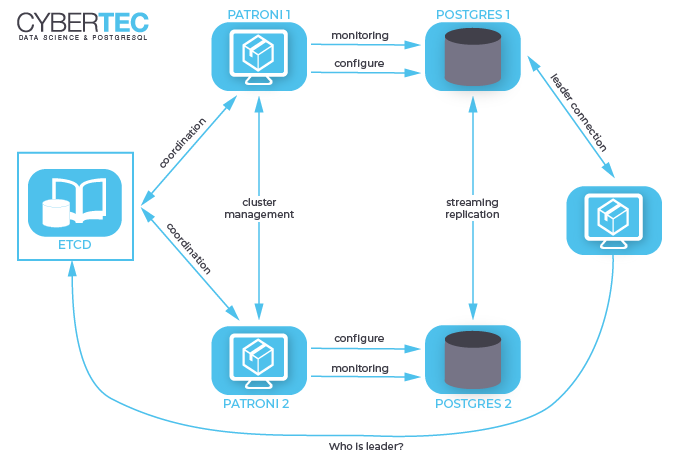 CYBERTEC
DATA SCIENCE & POSTGRESQL
PATRONI 1
POSTGRES 1
monitoring
configure
leader connection
coordination
cluster
management
streaming
replication
ETCD
coordination
configure
monitoring
PATRONI 2
POSTGRES 2
Who is leader?